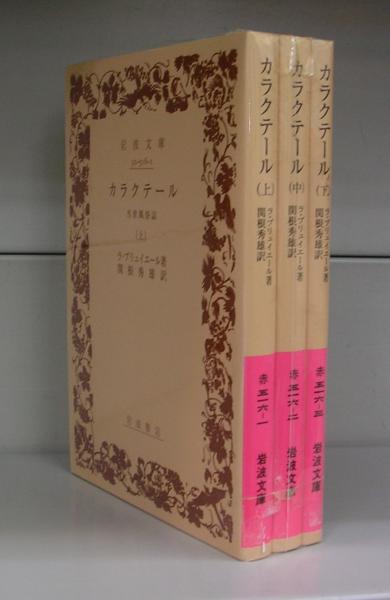 岩波文庫
32-516-1
カラクテール
当世風俗誌
(上)
ラ・ブリュイエール著
関根秀雄訳
岩波書店
カラクテール(上)
ラ・ブリュイエール著
関根秀雄訳
赤五一六-一
岩波文庫
カラクテール(中)
ラ・ブリュイエール著
関根秀雄訳
赤五一六-二
岩波文庫
カラクテール(下)
ラ・ブリュイエール著
関根秀雄訳
赤五一六-三
岩波文庫